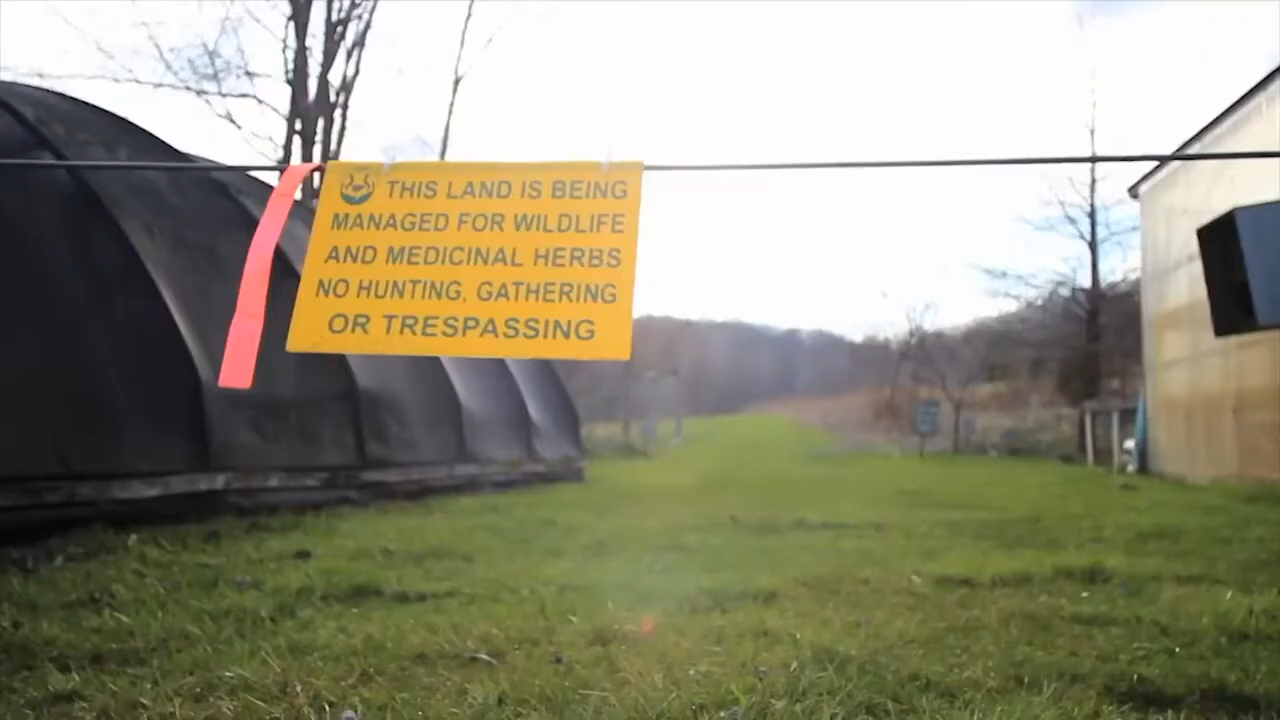 THIS LAND IS BEING
MANAGED FOR WILDLIFE
AND MEDICINAL HERBS
NO HUNTING, GATHERING
OR TRESPASSING